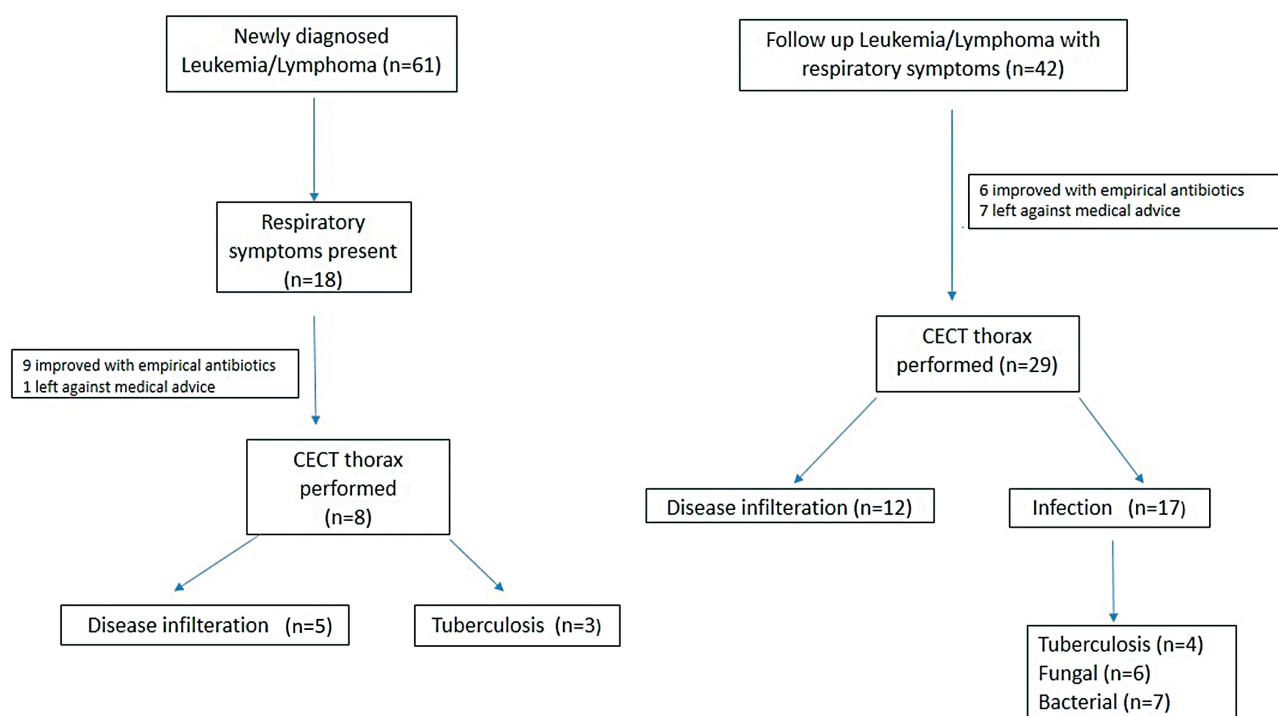 Newly diagnosed
Leukemia/Lymphoma (n=61)
Respiratory
symptoms present
(n=18)
9 improved with empirical antibiotics
1 left against medical advice
CECT thorax
performed
(n=8)
Disease infilteration (n=5)
Tuberculosis (n=3)
Follow up Leukemia/Lymphoma with
respiratory symptoms (n=42)
6 improved with empirical antibiotics
7 left against medical advice
CECT thorax
performed (n=29)
Disease infilteration (n=12)
Infection (n=17)
Tuberculosis (n=4)
Fungal (n=6)
Bacterial (n=7)